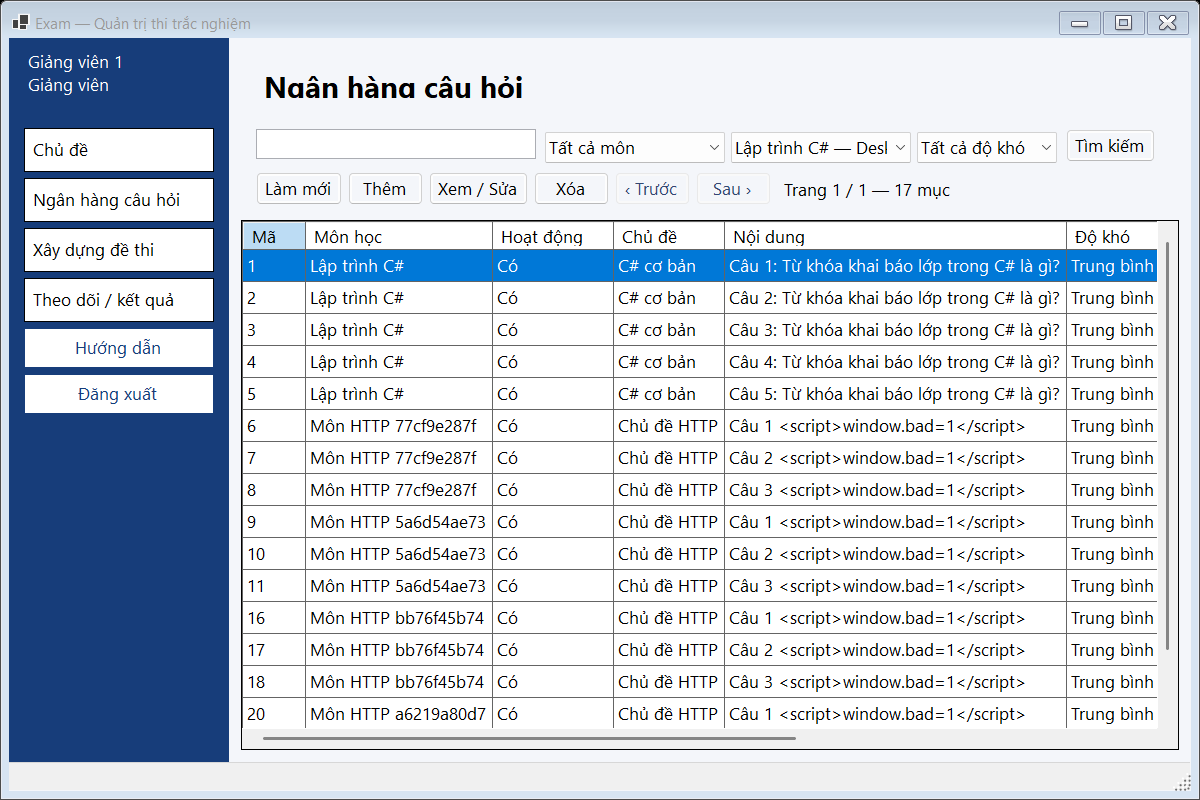 Exam — Quản trị thi trắc nghiệm
Giảng viên 1
Giảng viên
Chủ đề
Ngân hàng câu hỏi
Xây dựng đề thi
Theo dõi / kết quả
Hướng dẫn
Đăng xuất
Ngân hàng câu hỏi
Tất cả môn Lập trình C# — Desl Tất cả độ khó Tìm kiếm
Làm mới Thêm Xem / Sửa Xóa ‹ Trước Sau › Trang 1 / 1 — 17 mục
Mã Môn học Hoạt động Chủ đề Nội dung Độ khó
1 Lập trình C# Có C# cơ bản Câu 1: Từ khóa khai báo lớp trong C# là gì? Trung bình
2 Lập trình C# Có C# cơ bản Câu 2: Từ khóa khai báo lớp trong C# là gì? Trung bình
3 Lập trình C# Có C# cơ bản Câu 3: Từ khóa khai báo lớp trong C# là gì? Trung bình
4 Lập trình C# Có C# cơ bản Câu 4: Từ khóa khai báo lớp trong C# là gì? Trung bình
5 Lập trình C# Có C# cơ bản Câu 5: Từ khóa khai báo lớp trong C# là gì? Trung bình
6 Môn HTTP 77cf9e287f Có Chủ đề HTTP Câu 1 <script>window.bad=1</script> Trung bình
7 Môn HTTP 77cf9e287f Có Chủ đề HTTP Câu 2 <script>window.bad=1</script> Trung bình
8 Môn HTTP 77cf9e287f Có Chủ đề HTTP Câu 3 <script>window.bad=1</script> Trung bình
9 Môn HTTP 5a6d54ae73 Có Chủ đề HTTP Câu 1 <script>window.bad=1</script> Trung bình
10 Môn HTTP 5a6d54ae73 Có Chủ đề HTTP Câu 2 <script>window.bad=1</script> Trung bình
11 Môn HTTP 5a6d54ae73 Có Chủ đề HTTP Câu 3 <script>window.bad=1</script> Trung bình
16 Môn HTTP bb76f45b74 Có Chủ đề HTTP Câu 1 <script>window.bad=1</script> Trung bình
17 Môn HTTP bb76f45b74 Có Chủ đề HTTP Câu 2 <script>window.bad=1</script> Trung bình
18 Môn HTTP bb76f45b74 Có Chủ đề HTTP Câu 3 <script>window.bad=1</script> Trung bình
20 Môn HTTP a6219a80d7 Có Chủ đề HTTP Câu 1 <script>window.bad=1</script> Trung bình